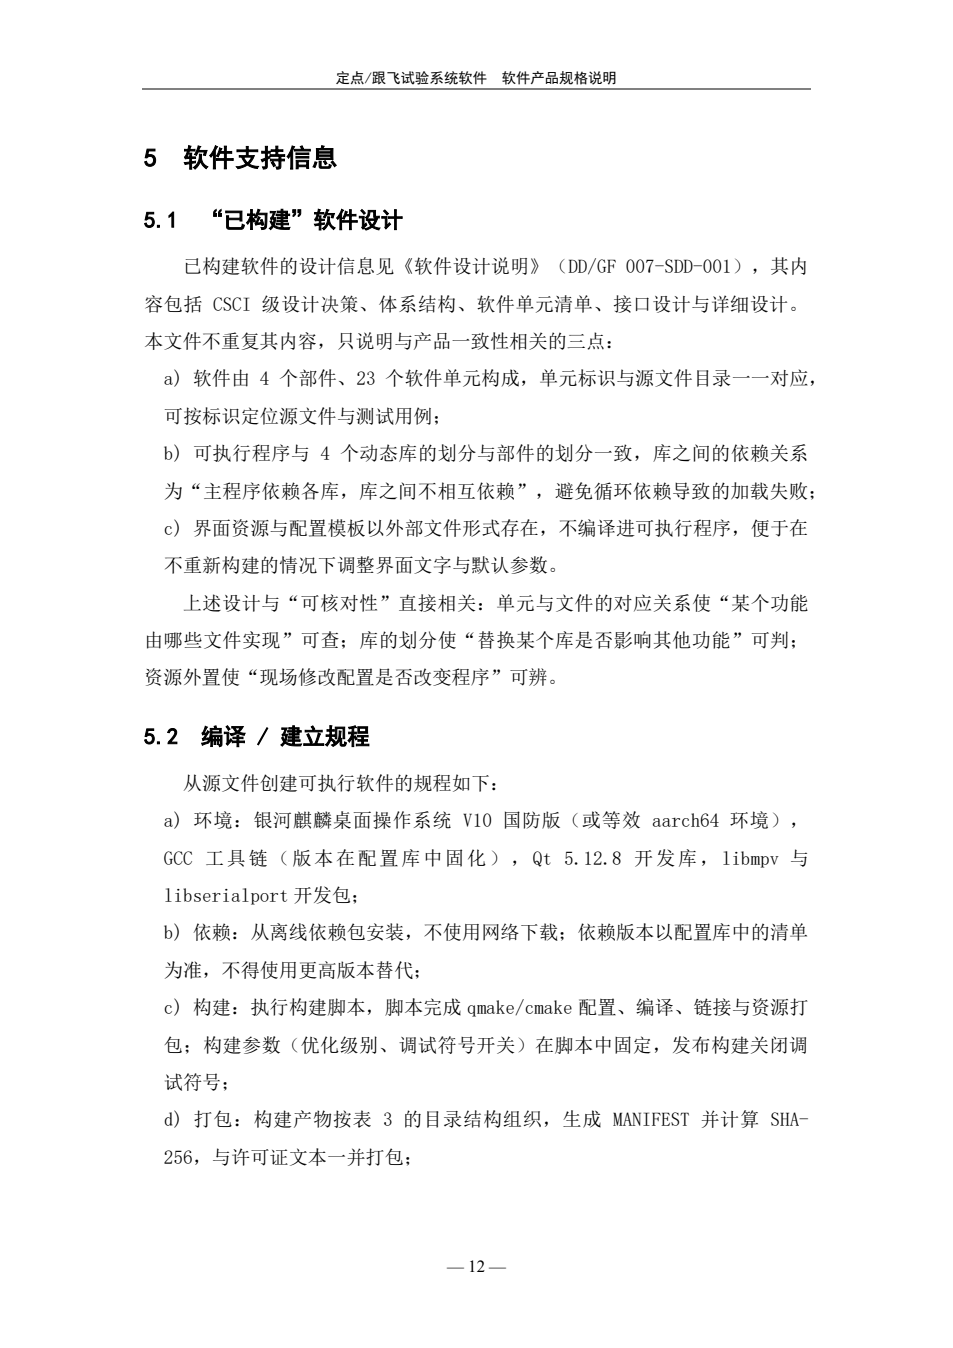 定点/跟飞试验系统软件　软件产品规格说明
5　软件支持信息
5.1　“已构建”软件设计
已构建软件的设计信息见《软件设计说明》（DD/GF 007-SDD-001），其内
容包括 CSCI 级设计决策、体系结构、软件单元清单、接口设计与详细设计。
本文件不重复其内容，只说明与产品一致性相关的三点：
a) 软件由 4 个部件、23 个软件单元构成，单元标识与源文件目录一一对应，
可按标识定位源文件与测试用例；
b) 可执行程序与 4 个动态库的划分与部件的划分一致，库之间的依赖关系
为“主程序依赖各库，库之间不相互依赖”，避免循环依赖导致的加载失败；
c) 界面资源与配置模板以外部文件形式存在，不编译进可执行程序，便于在
不重新构建的情况下调整界面文字与默认参数。
上述设计与“可核对性”直接相关：单元与文件的对应关系使“某个功能
由哪些文件实现”可查；库的划分使“替换某个库是否影响其他功能”可判；
资源外置使“现场修改配置是否改变程序”可辨。
5.2　编译 / 建立规程
从源文件创建可执行软件的规程如下：
a) 环境：银河麒麟桌面操作系统 V10 国防版（或等效 aarch64 环境），
GCC 工具链（版本在配置库中固化），Qt 5.12.8 开发库，libmpv 与
libserialport 开发包；
b) 依赖：从离线依赖包安装，不使用网络下载；依赖版本以配置库中的清单
为准，不得使用更高版本替代；
c) 构建：执行构建脚本，脚本完成 qmake/cmake 配置、编译、链接与资源打
包；构建参数（优化级别、调试符号开关）在脚本中固定，发布构建关闭调
试符号；
d) 打包：构建产物按表 3 的目录结构组织，生成 MANIFEST 并计算 SHA-
256，与许可证文本一并打包；
— 12 —